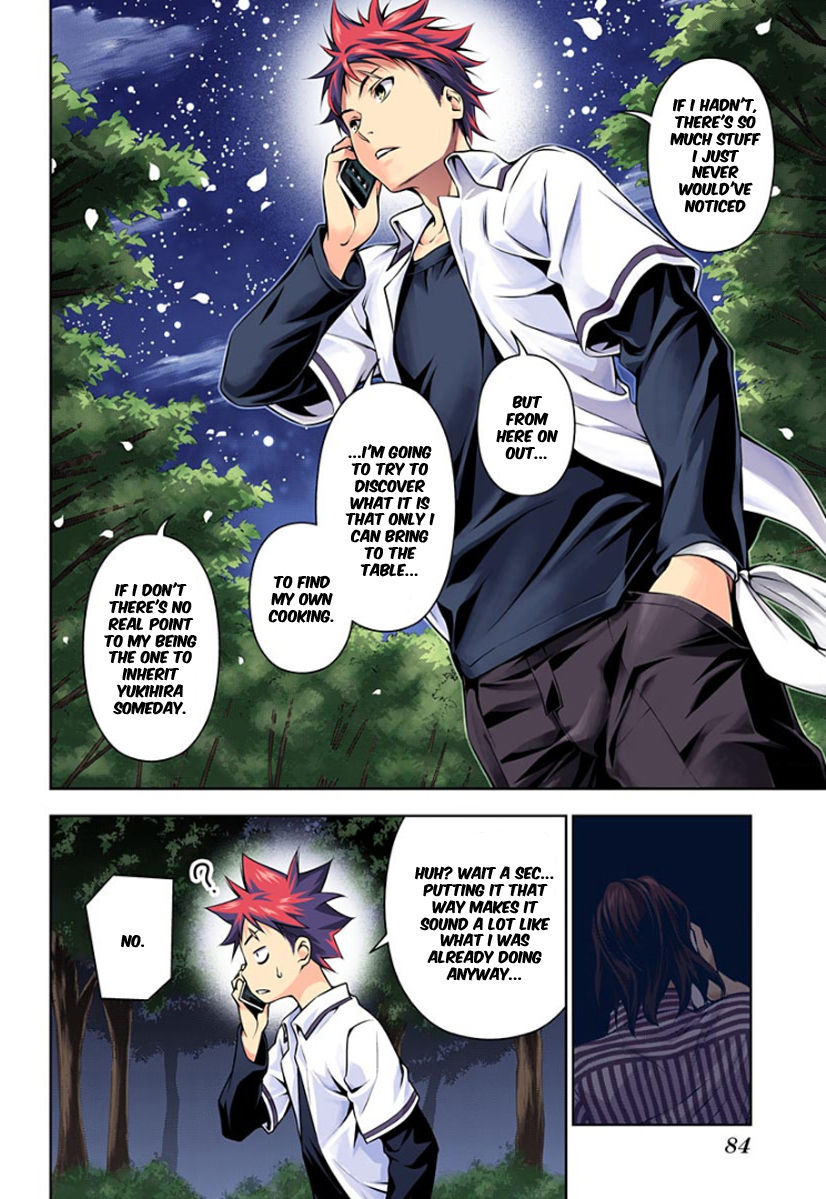 IF I HADN'T,
THERE'S SO
MUCH STUFF
I JUST
NEVER
WOULD'VE
NOTICED
BUT
FROM
HERE ON
OUT...
...I'M GOING
TO TRY TO
DISCOVER
WHAT IT IS
THAT ONLY I
CAN BRING
TO THE
TABLE...
TO FIND
MY OWN
COOKING.
IF I DON'T
THERE'S NO
REAL POINT
TO MY BEING
THE ONE TO
INHERIT
YUKIHIRA
SOMEDAY.
HUH? WAIT A SEC...
PUTTING IT THAT
WAY MAKES IT
SOUND A LOT LIKE
WHAT I WAS
ALREADY DOING
ANYWAY...
?
NO.
84